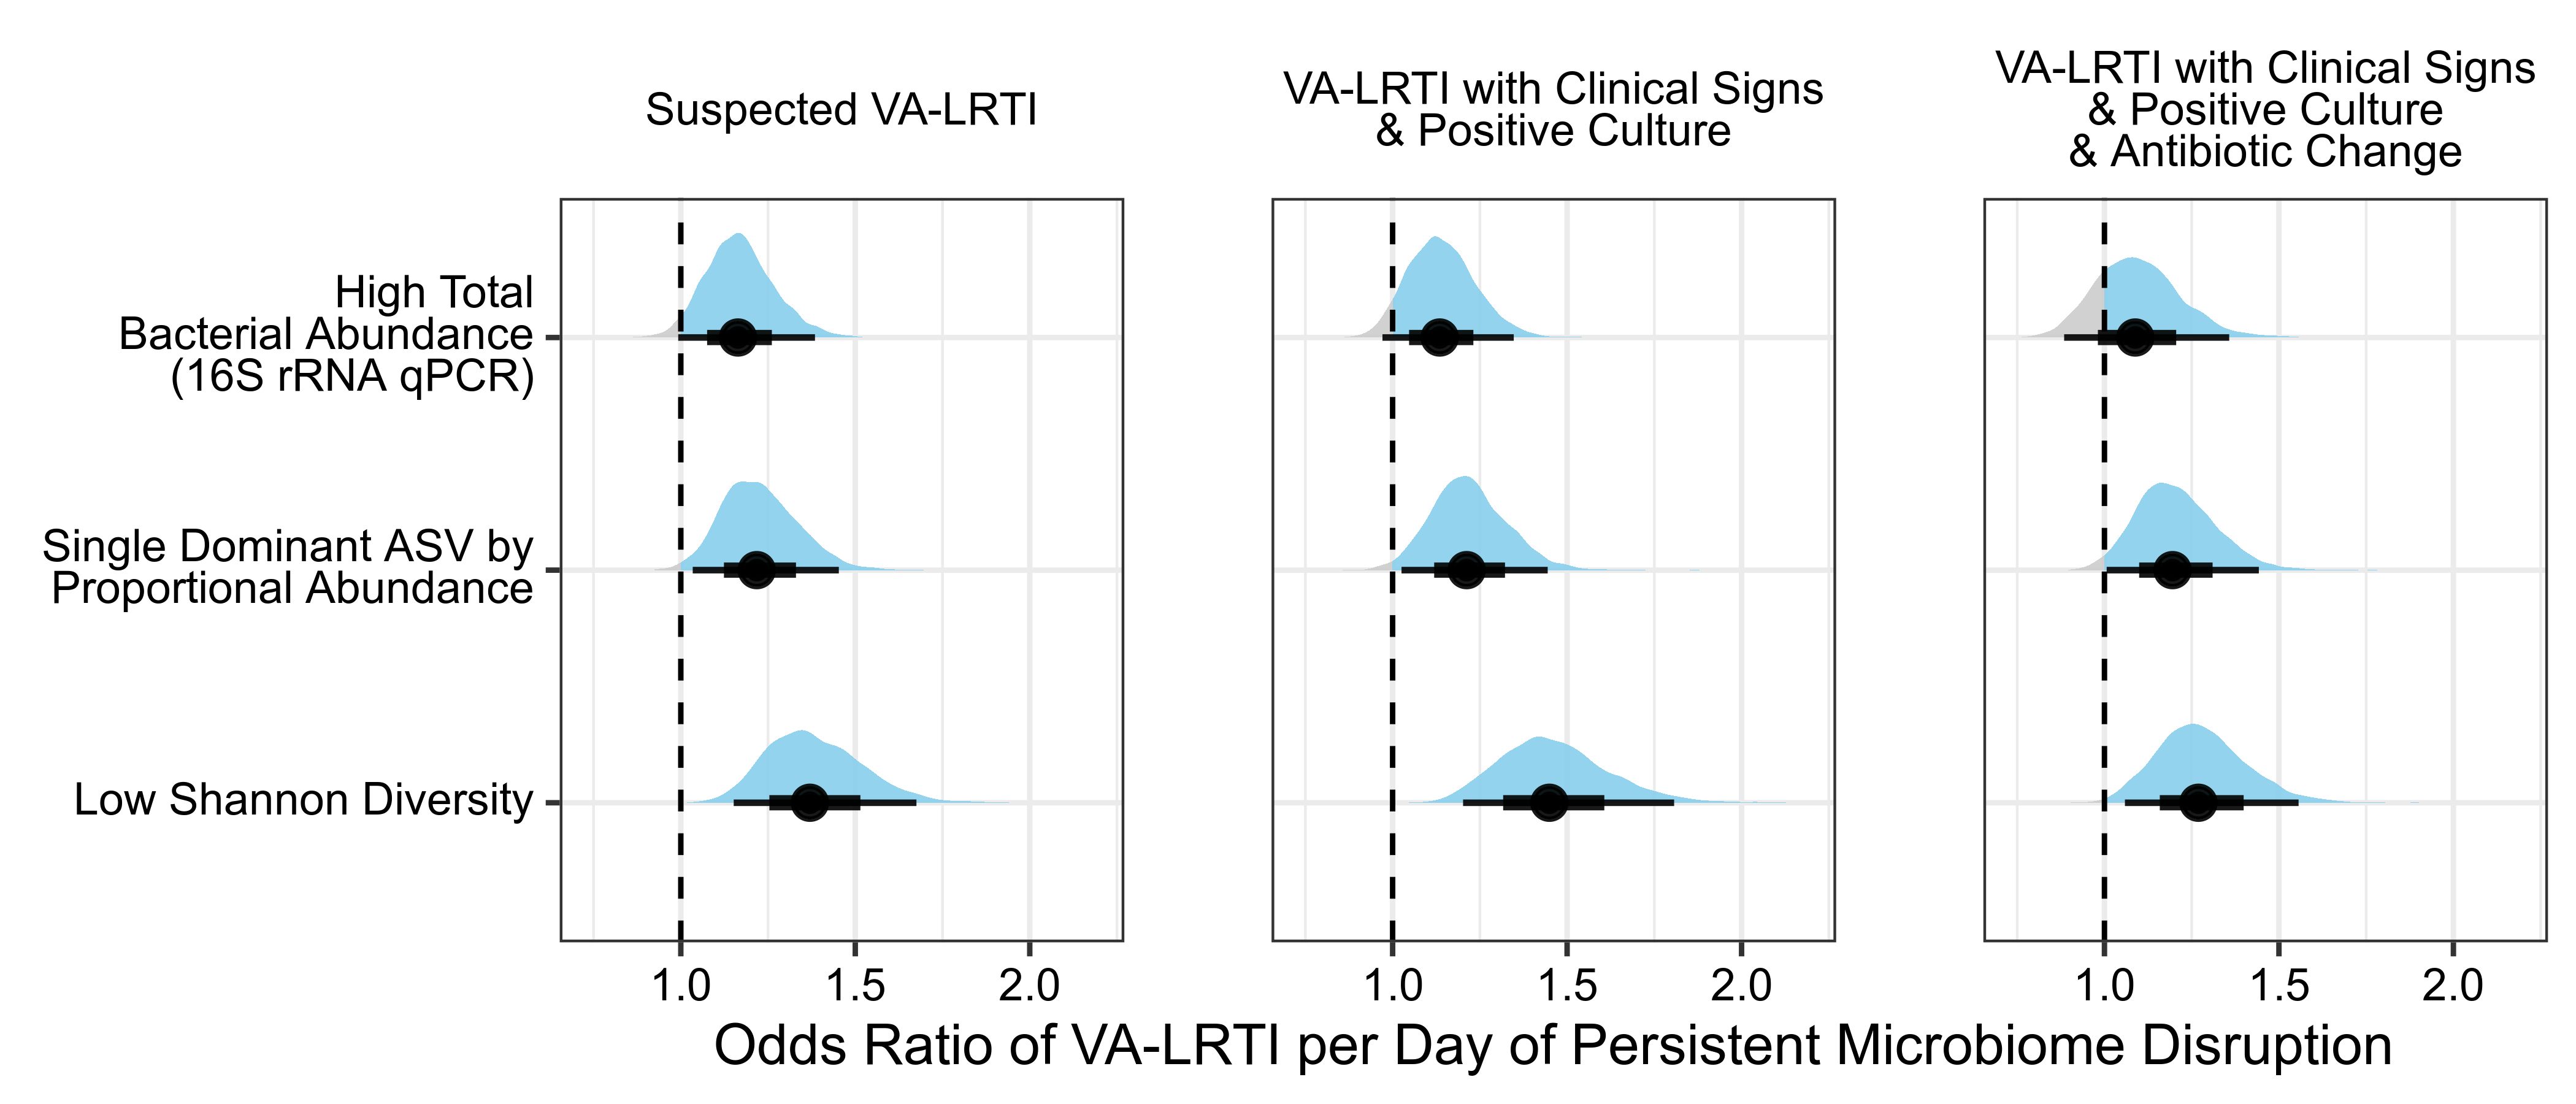 Suspected VA-LRTI
VA-LRTI with Clinical Signs
& Positive Culture
VA-LRTI with Clinical Signs
& Positive Culture
& Antibiotic Change
High Total
Bacterial Abundance
(16S rRNA qPCR)
Single Dominant ASV by
Proportional Abundance
Low Shannon Diversity
1.0 1.5 2.0
1.0 1.5 2.0
1.0 1.5 2.0
Odds Ratio of VA-LRTI per Day of Persistent Microbiome Disruption